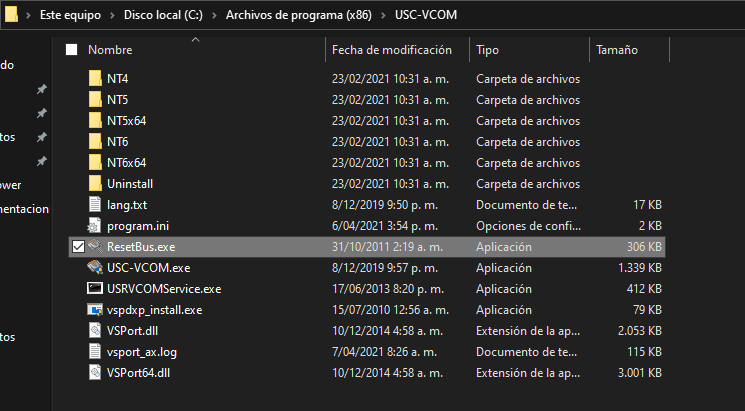 Este equipo > Disco local (C:) > Archivos de programa (x86) > USC-VCOM
Nombre Fecha de modificación Tipo Tamaño
NT4 23/02/2021 10:31 a. m. Carpeta de archivos
do NT5 23/02/2021 10:31 a. m. Carpeta de archivos
NT5x64 23/02/2021 10:31 a. m. Carpeta de archivos
tos NT6 23/02/2021 10:31 a. m. Carpeta de archivos
NT6x64 23/02/2021 10:31 a. m. Carpeta de archivos
ower Uninstall 23/02/2021 10:31 a. m. Carpeta de archivos
mentacion lang.txt 8/12/2019 9:50 p. m. Documento de te... 17 KB
program.ini 6/04/2021 3:54 p. m. Opciones de confi... 2 KB
ResetBus.exe 31/10/2011 2:19 a. m. Aplicación 306 KB
USC-VCOM.exe 8/12/2019 9:57 p. m. Aplicación 1.339 KB
USRVCOMService.exe 17/06/2013 8:20 p. m. Aplicación 412 KB
vspdxp_install.exe 15/07/2010 12:56 a. m. Aplicación 79 KB
tos VSPort.dll 10/12/2014 4:58 a. m. Extensión de la ap... 2.053 KB
vsport_ax.log 7/04/2021 8:26 a. m. Documento de te... 115 KB
VSPort64.dll 10/12/2014 4:58 a. m. Extensión de la ap... 3.001 KB